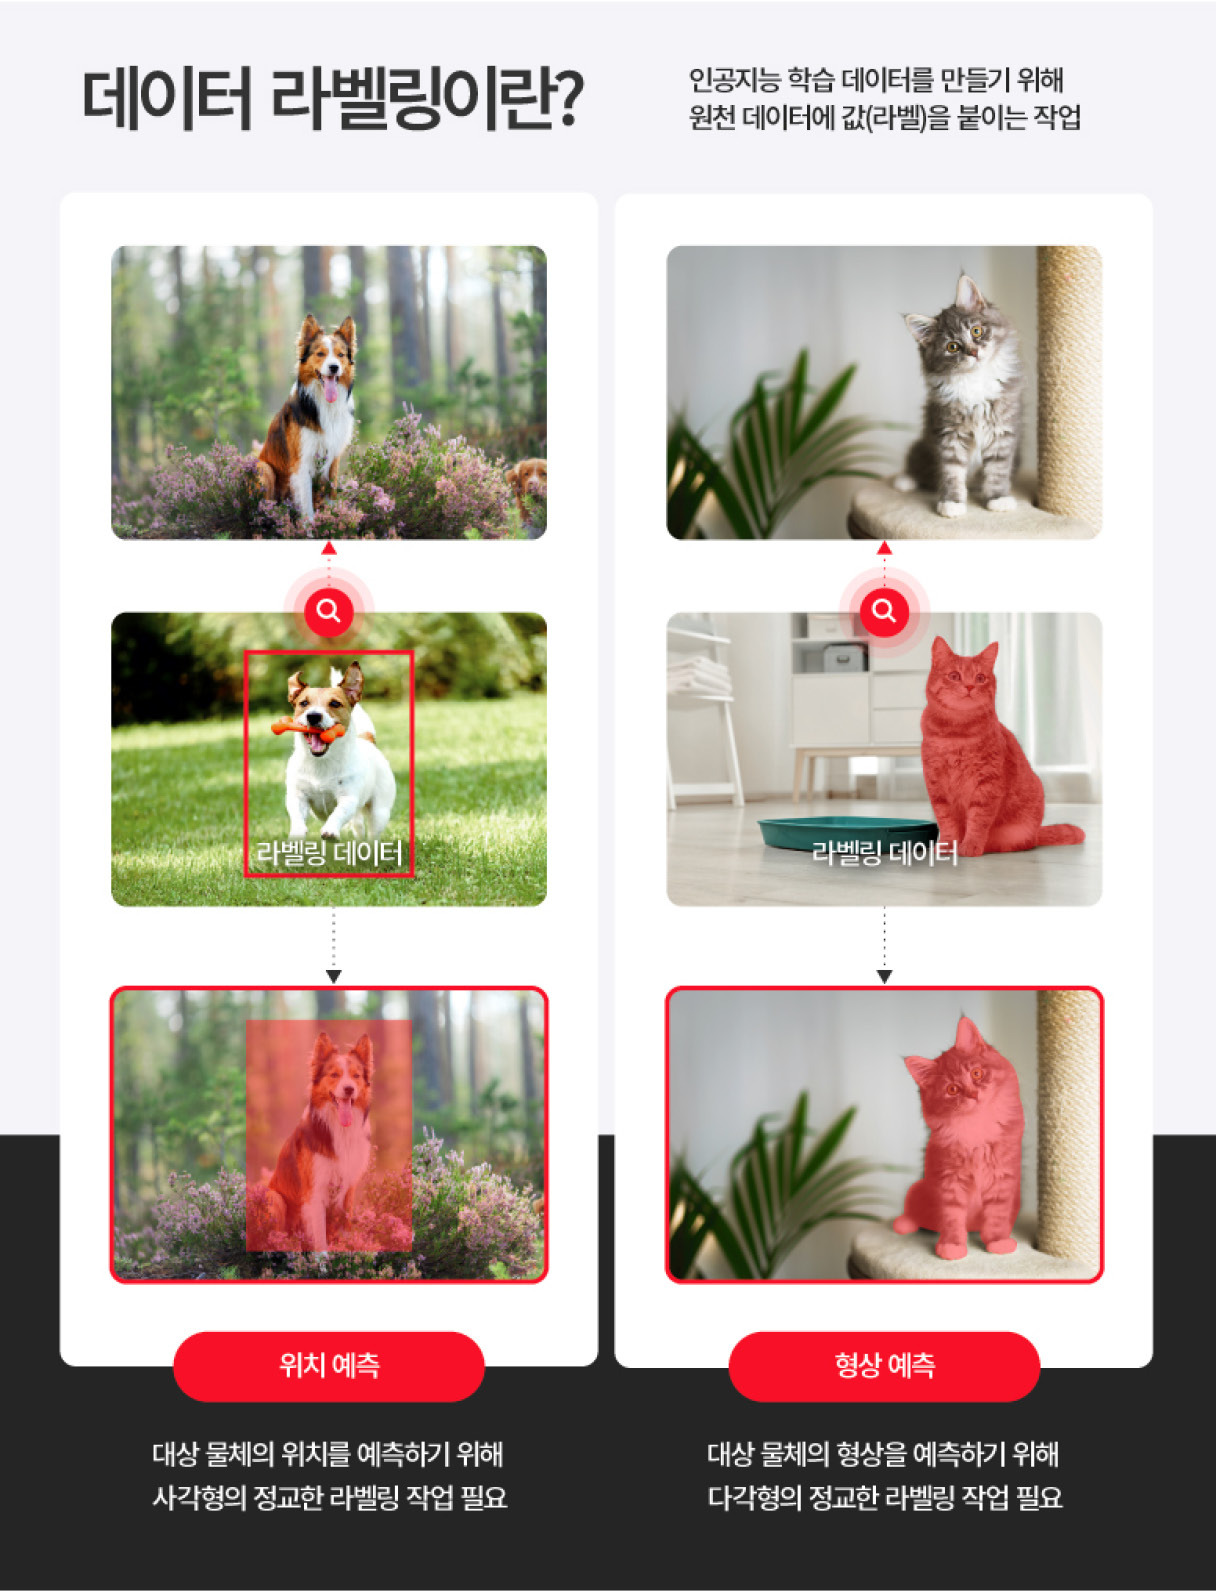 데이터 라벨링이란?
인공지능 학습 데이터를 만들기 위해
원천 데이터에 값(라벨)을 붙이는 작업
라벨링 데이터
라벨링 데이터
위치 예측
형상 예측
대상 물체의 위치를 예측하기 위해
사각형의 정교한 라벨링 작업 필요
대상 물체의 형상을 예측하기 위해
다각형의 정교한 라벨링 작업 필요